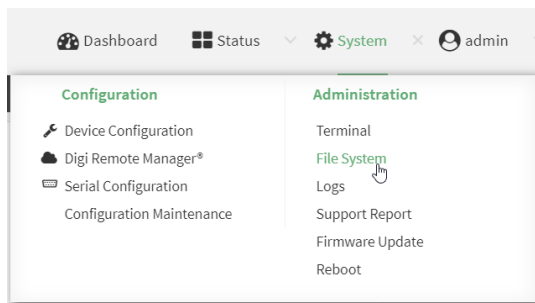 Dashboard Status System admin
Configuration
Device Configuration
Digi Remote Manager®
Serial Configuration
Configuration Maintenance
Administration
Terminal
File System
Logs
Support Report
Firmware Update
Reboot